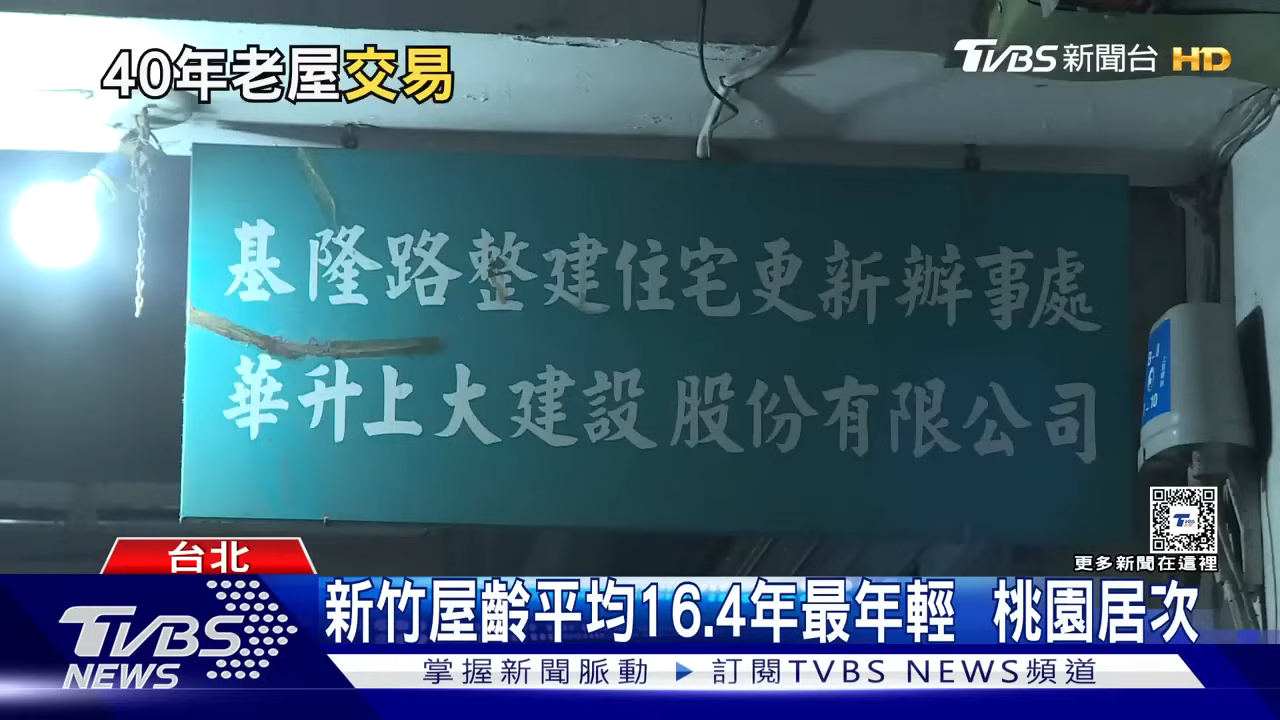 40年老屋交易
TVBS新聞台 HD
基隆路整建住宅更新辦事處
華升上大建設股份有限公司
更多新聞在這裡
台北
新竹屋齡平均16.4年最年輕 桃園居次
TVBS NEWS
掌握新聞脈動 ▶ 訂閱TVBS NEWS頻道